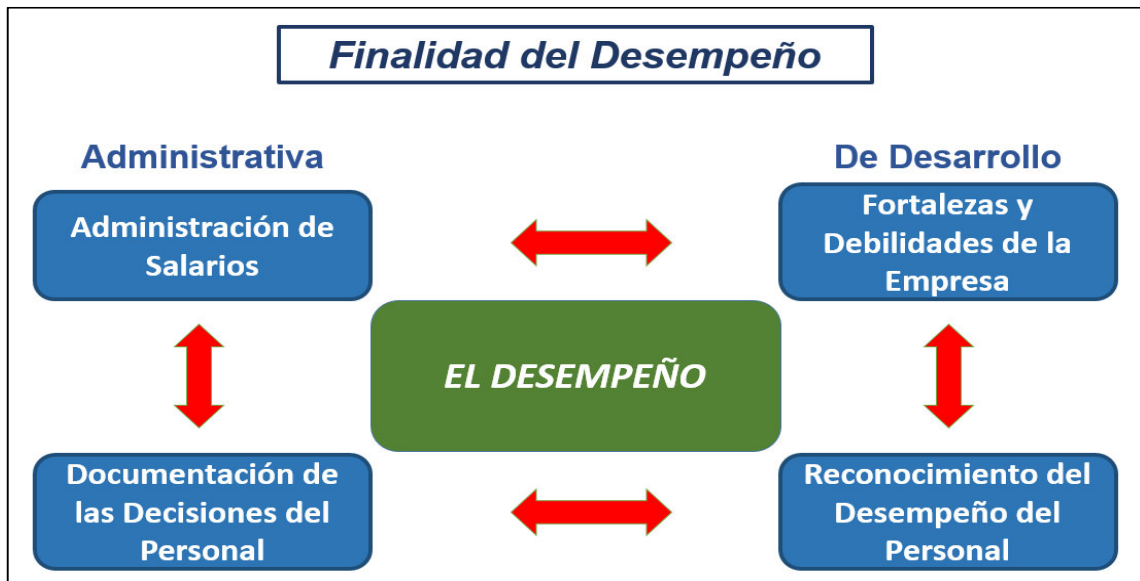 Finalidad del Desempeño
Administrativa
De Desarrollo
Administración de
Salarios
Fortalezas y
Debilidades de la
Empresa
EL DESEMPEÑO
Documentación de
las Decisiones del
Personal
Reconocimiento del
Desempeño del
Personal